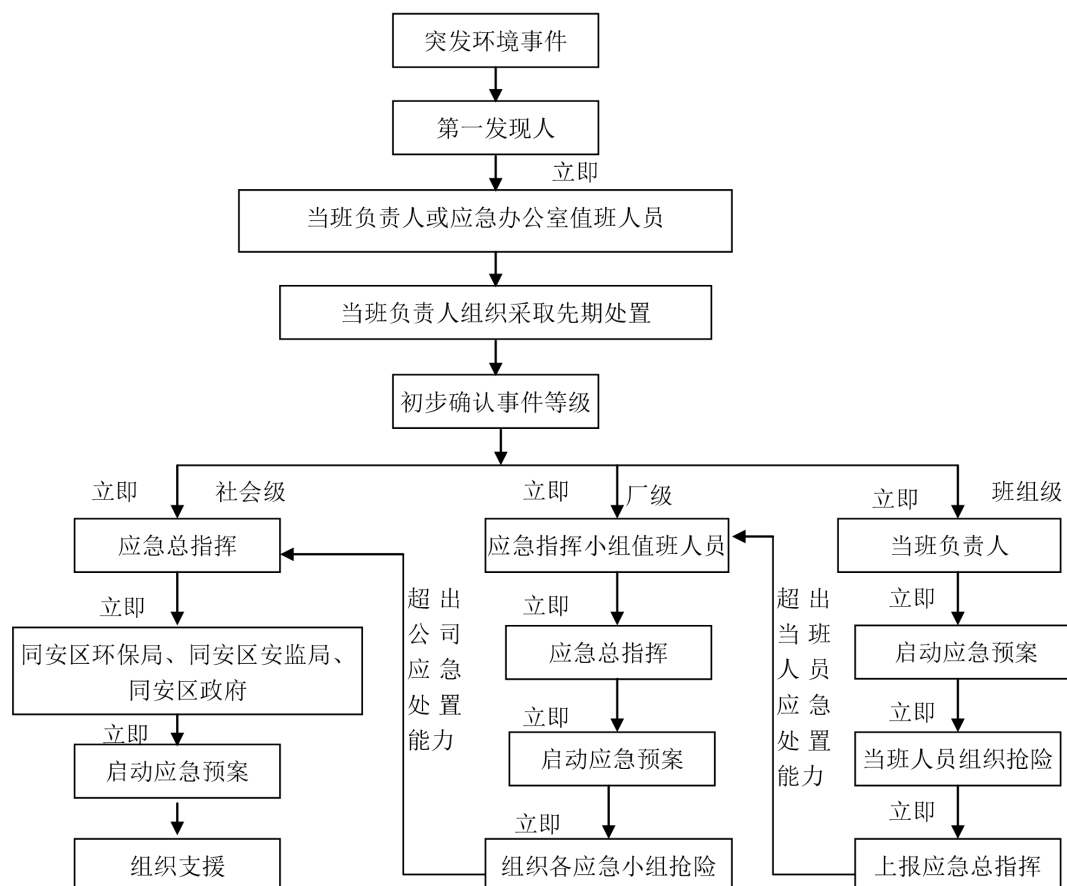 突发环境事件
第一发现人
立即
当班负责人或应急办公室值班人员
当班负责人组织采取先期处置
初步确认事件等级
立即
社会级
立即
厂级
立即
班组级
应急总指挥
应急指挥小组值班人员
当班负责人
立即
立即
立即
同安区环保局、同安区安监局、
同安区政府
应急总指挥
启动应急预案
超出
公司
应急
处置
能力
超出
当班
人员
应急
处置
能力
立即
立即
立即
启动应急预案
启动应急预案
当班人员组织抢险
立即
立即
组织支援
组织各应急小组抢险
上报应急总指挥